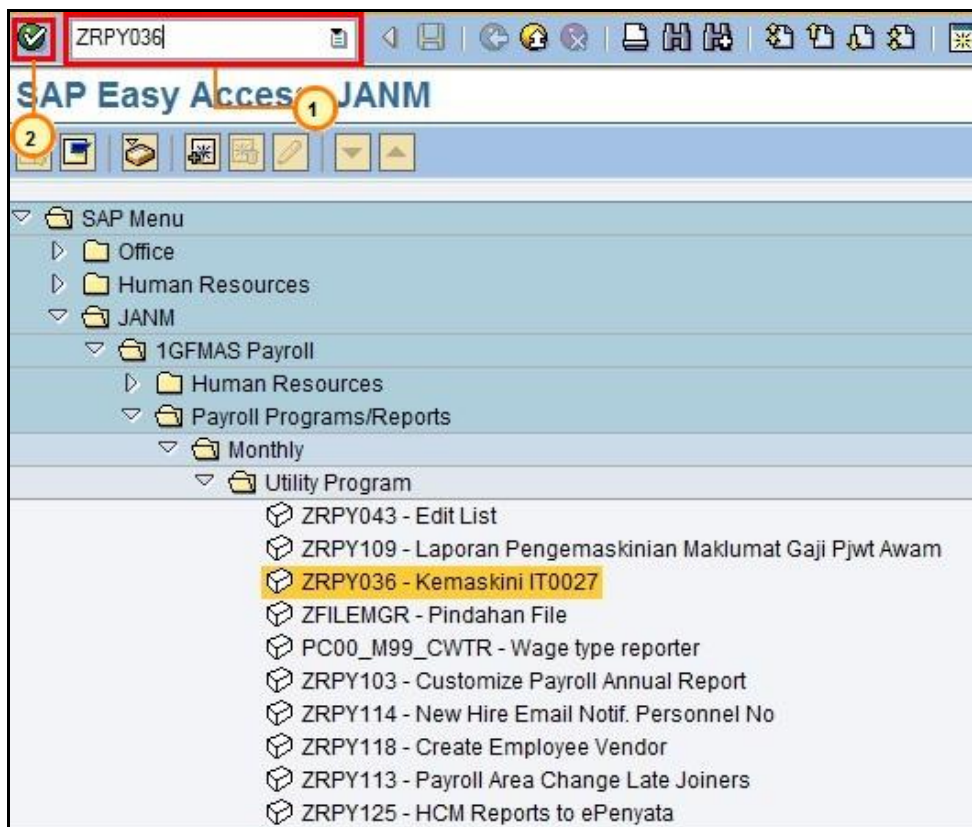 ZRPY036
SAP Easy Access JANM
1
2
SAP Menu
Office
Human Resources
JANM
1GFMAS Payroll
Human Resources
Payroll Programs/Reports
Monthly
Utility Program
ZRPY043 - Edit List
ZRPY109 - Laporan Pengemaskinian Maklumat Gaji Pjwt Awam
ZRPY036 - Kemaskini IT0027
ZFILEMGR - Pindahan File
PC00_M99_CWTR - Wage type reporter
ZRPY103 - Customize Payroll Annual Report
ZRPY114 - New Hire Email Notif. Personnel No
ZRPY118 - Create Employee Vendor
ZRPY113 - Payroll Area Change Late Joiners
ZRPY125 - HCM Reports to ePenyata